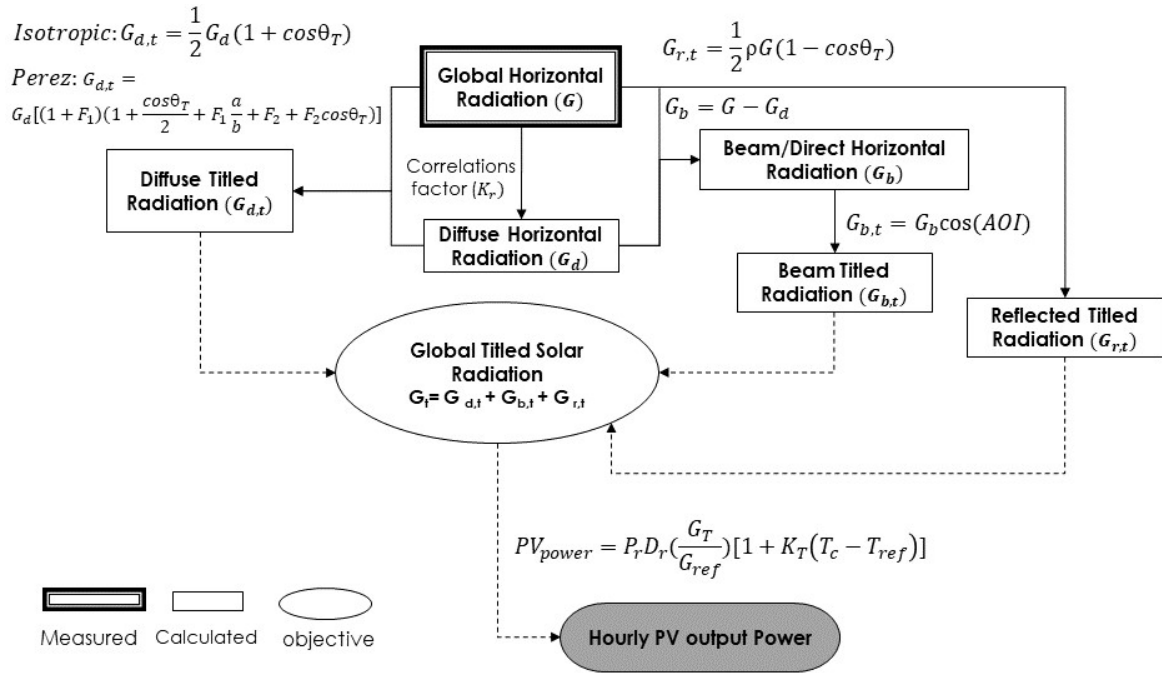 Isotropic: G_{d,t} = \frac{1}{2} G_d (1 + cosθ_T)
Perez: G_{d,t} =
G_d[(1 + F_1)(1 + \frac{cosθ_T}{2} + F_1 \frac{a}{b} + F_2 + F_2cosθ_T)]
Global Horizontal
Radiation (G)
G_{r,t} = \frac{1}{2} ρG(1 − cosθ_T)
G_b = G − G_d
Diffuse Titled
Radiation (G_{d,t})
Correlations
factor (K_r)
Beam/Direct Horizontal
Radiation (G_b)
Diffuse Horizontal
Radiation (G_d)
G_{b,t} = G_b cos(AOI)
Beam Titled
Radiation (G_{b,t})
Reflected Titled
Radiation (G_{r,t})
Global Titled Solar
Radiation
G_t= G_{d,t} + G_{b,t} + G_{r,t}
PV_{power} = P_r D_r (\frac{G_T}{G_{ref}})[1 + K_T(T_c − T_{ref})]
Measured
Calculated
objective
Hourly PV output Power